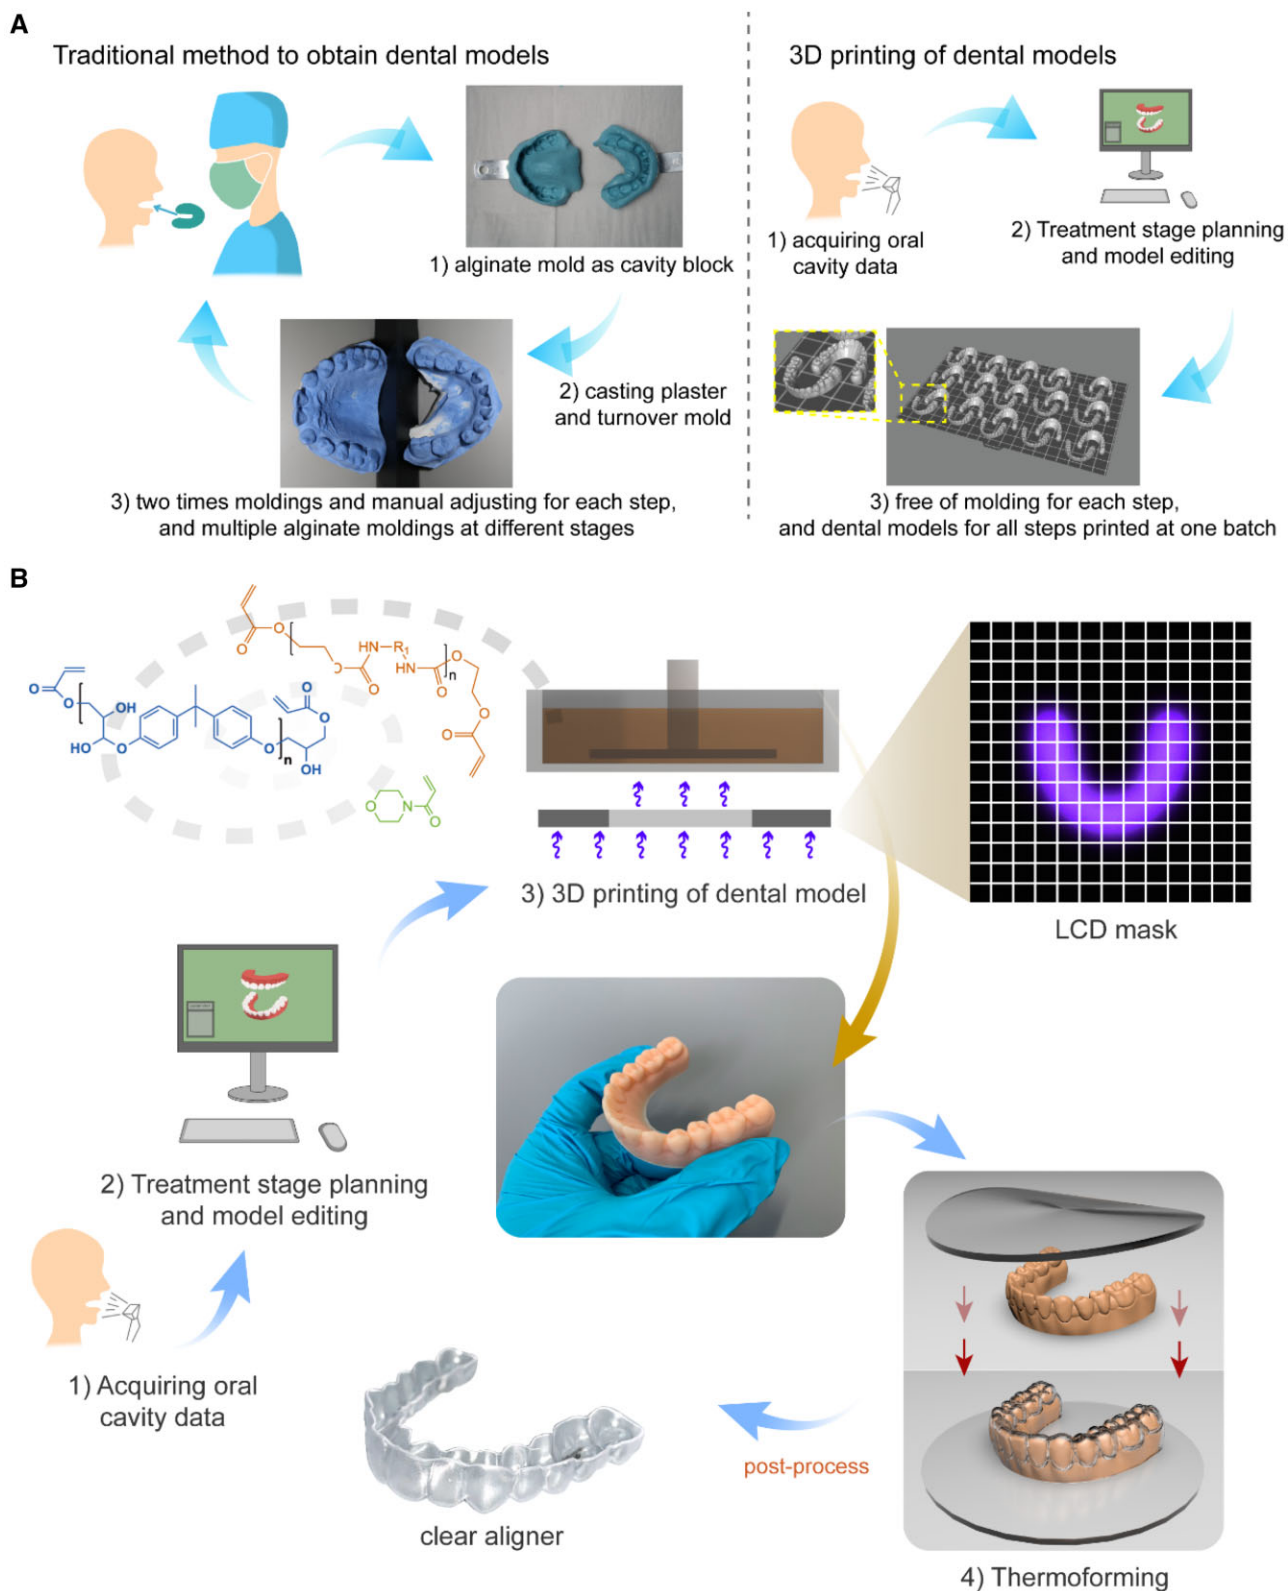 A
Traditional method to obtain dental models
1) alginate mold as cavity block
2) casting plaster
and turnover mold
3) two times moldings and manual adjusting for each step,
and multiple alginate moldings at different stages
3D printing of dental models
1) acquiring oral
cavity data
2) Treatment stage planning
and model editing
3) free of molding for each step,
and dental models for all steps printed at one batch
B
O
O
HN
R1
O
O
HN
O
n
O
O
O
O
O
OH
HO
O
O
n
O
O
OH
O
N
O
3) 3D printing of dental model
LCD mask
2) Treatment stage planning
and model editing
1) Acquiring oral
cavity data
4) Thermoforming
post-process
clear aligner